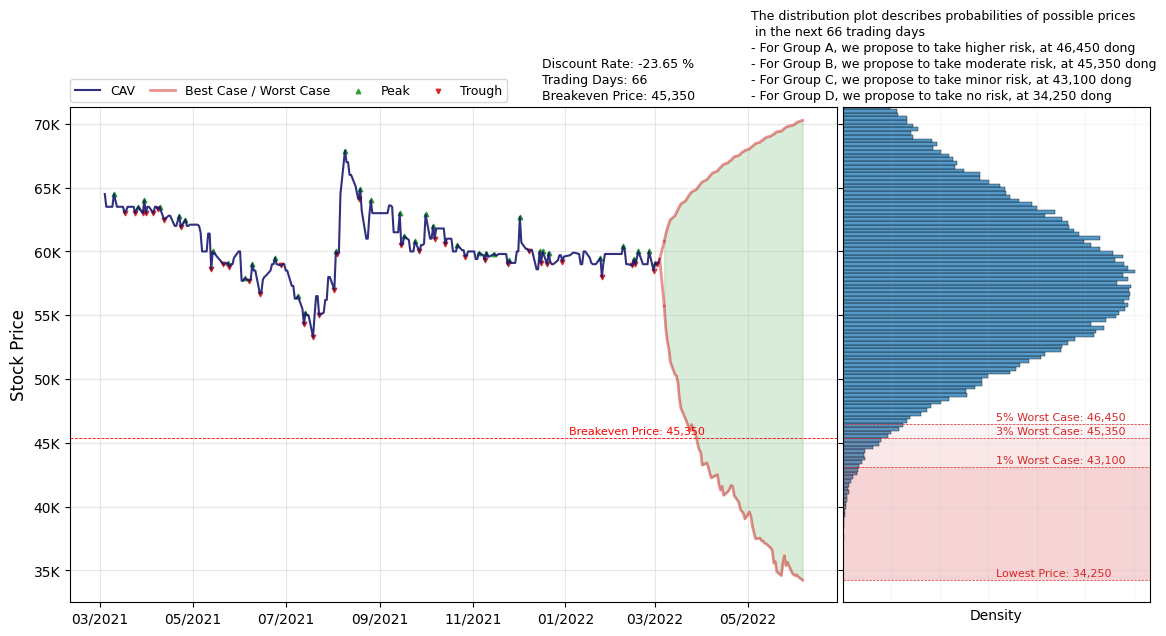 The distribution plot describes probabilities of possible prices
in the next 66 trading days
- For Group A, we propose to take higher risk, at 46,450 dong
- For Group B, we propose to take moderate risk, at 45,350 dong
- For Group C, we propose to take minor risk, at 43,100 dong
- For Group D, we propose to take no risk, at 34,250 dong
Discount Rate: -23.65 %
Trading Days: 66
Breakeven Price: 45,350
CAV Best Case / Worst Case Peak Trough
Stock Price
70K
65K
60K
55K
50K
45K
40K
35K
Breakeven Price: 45,350
5% Worst Case: 46,450
3% Worst Case: 45,350
1% Worst Case: 43,100
Lowest Price: 34,250
03/2021 05/2021 07/2021 09/2021 11/2021 01/2022 03/2022 05/2022
Density